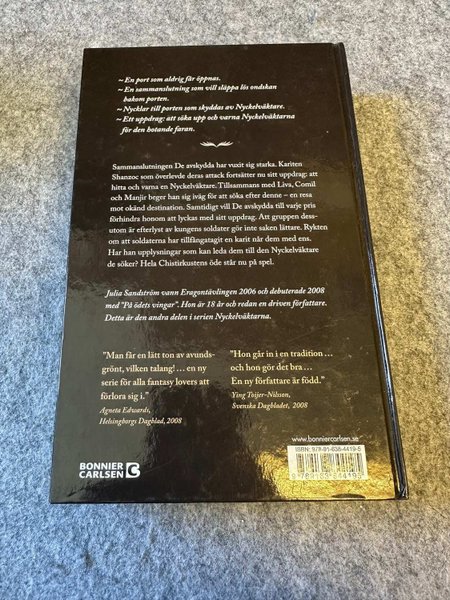 ~ En port som aldrig får öppnas.
~ En sammanslutning som vill släppa lös ondskan
bakom porten.
~ Nycklar till porten som skyddas av Nyckelväktare.
~ Ett uppdrag: att söka upp och varna Nyckelväktarna
för den hotande faran.
Sammanslutningen De avskydda har vuxit sig starka. Kariten
Shanzoc som överlevde deras attack fortsätter nu sitt uppdrag: att
hitta och varna en Nyckelväktare. Tillsammans med Liva, Comil
och Manjir beger han sig iväg för att söka efter denne – en resa
mot okänd destination. Samtidigt vill De avskydda till varje pris
förhindra honom att lyckas med sitt uppdrag. Att gruppen dess-
utom är efterlyst av kungens soldater gör inte saken lättare. Rykten
om att soldaterna har tillfångatagit en karit når dem med ens.
Har han upplysningar som kan leda dem till den Nyckelväktare
de söker? Hela Chistirkustens öde står nu på spel.
Julia Sandström vann Eragontävlingen 2006 och debuterade 2008
med "På ödets vingar". Hon är 18 år och redan en driven författare.
Detta är den andra delen i serien Nyckelväktarna.
"Man får en lätt ton av avunds-
grönt, vilken talang! ... en ny
serie för alla fantasy lovers att
förlora sig i."
Agneta Edwards,
Helsingborgs Dagblad, 2008
"Hon går in i en tradition ...
och hon gör det bra ...
En ny författare är född."
Ying Toijer-Nilsson,
Svenska Dagbladet, 2008
www.bonniercarlsen.se
ISBN: 978-91-638-4419-5
9 789163 844195
BONNIER
CARLSEN